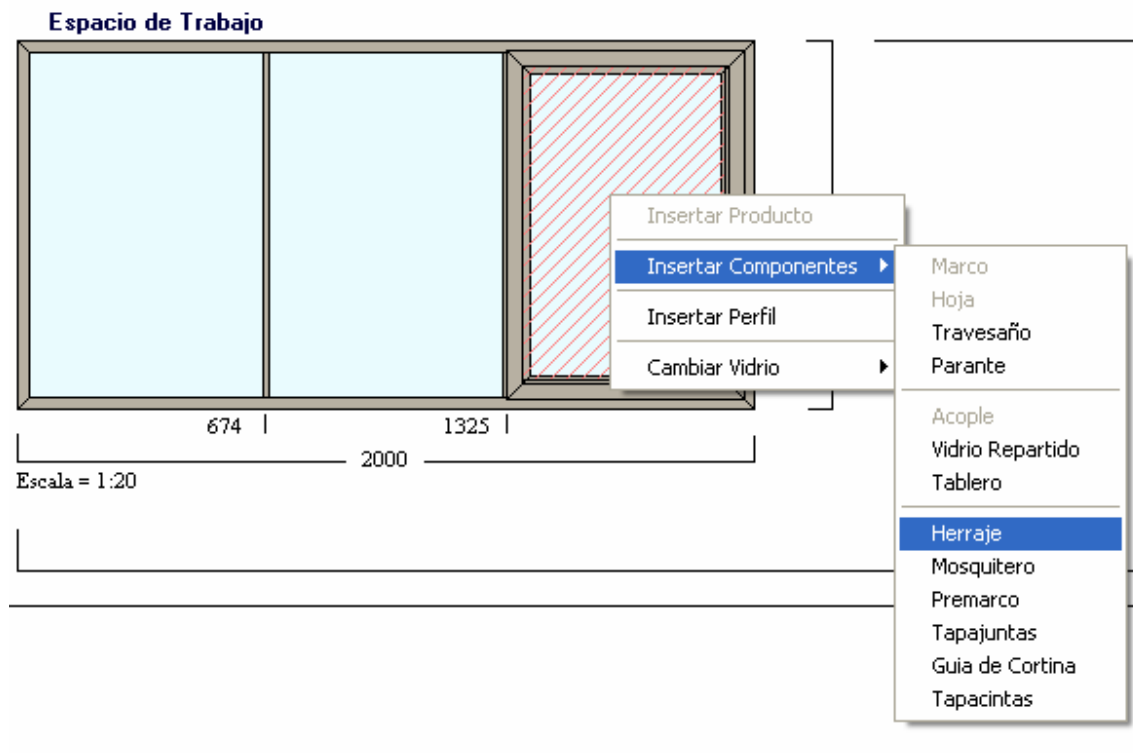 Espacio de Trabajo
Insertar Producto
Insertar Componentes
Insertar Perfil
Cambiar Vidrio
Marco
Hoja
Travesaño
Parante
Acople
Vidrio Repartido
Tablero
Herraje
Mosquitero
Premarco
Tapajuntas
Guia de Cortina
Tapacintas
674
1325
2000
Escala = 1:20